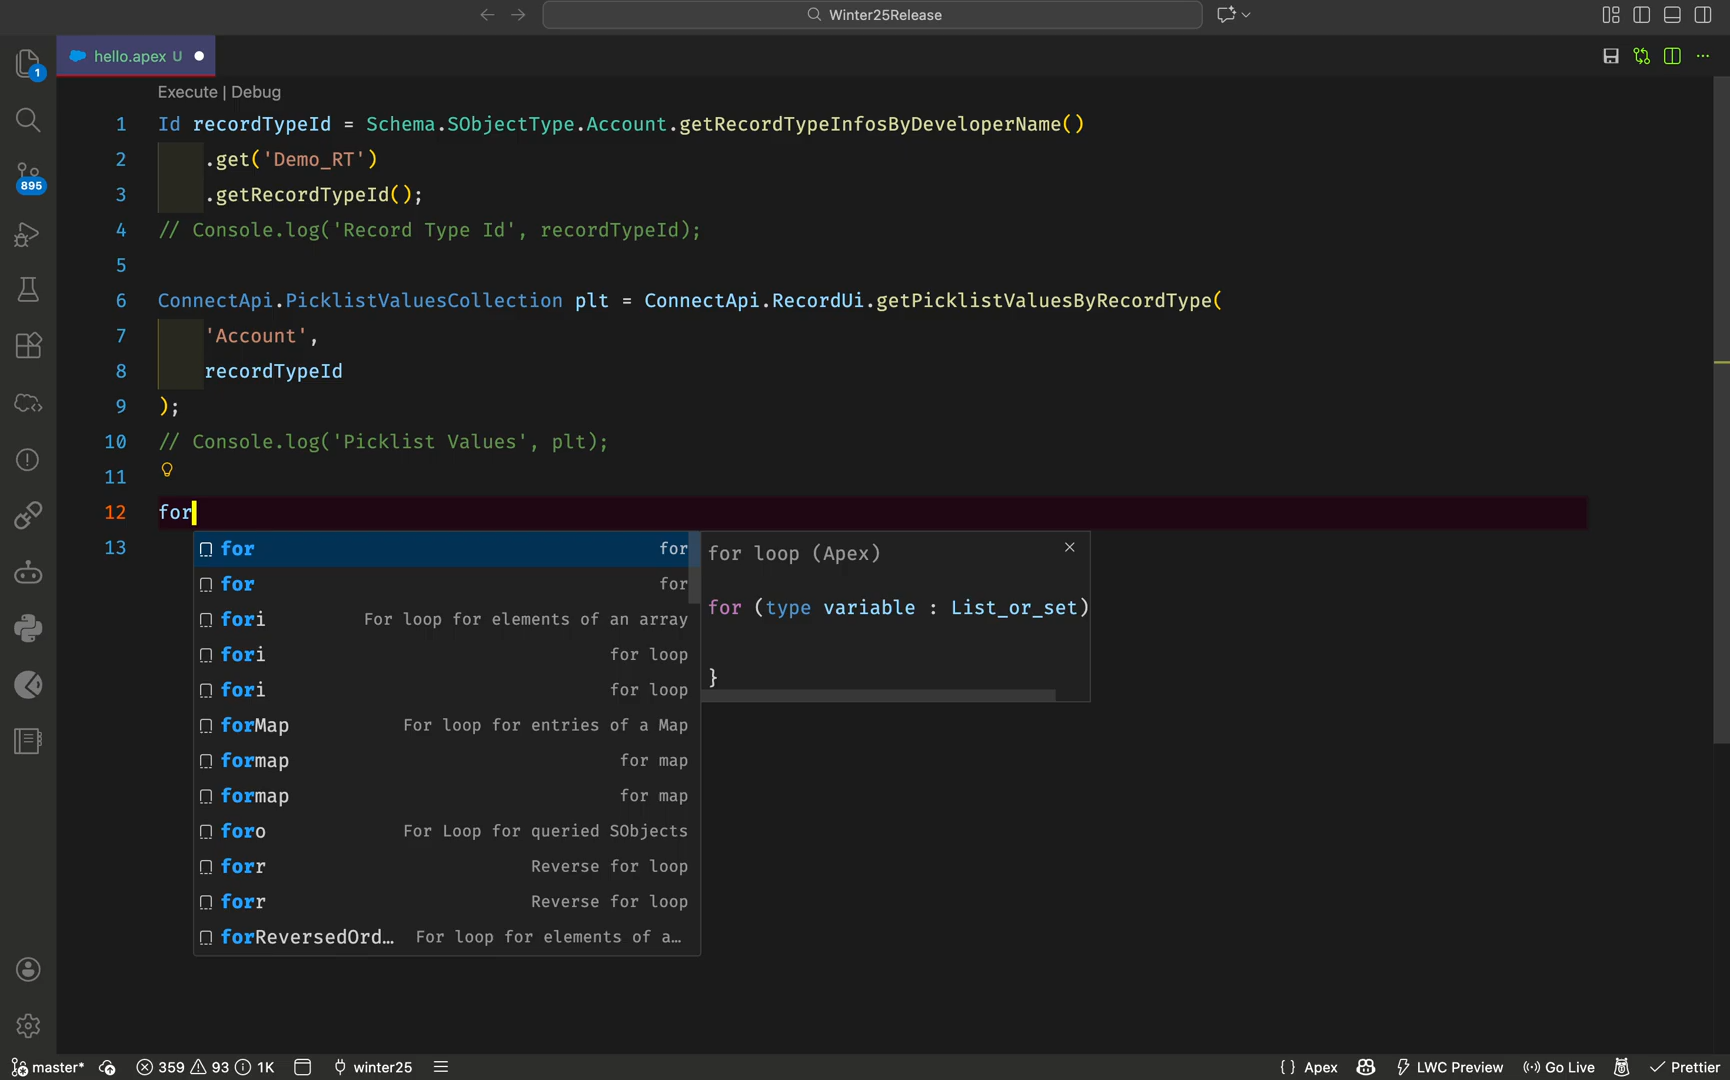 Winter25Release
1
hello.apex U
Execute | Debug
1 Id recordTypeId = Schema.SObjectType.Account.getRecordTypeInfosByDeveloperName()
2 .get('Demo_RT')
3 .getRecordTypeId();
4 // Console.log('Record Type Id', recordTypeId);
5
6 ConnectApi.PicklistValuesCollection plt = ConnectApi.RecordUi.getPicklistValuesByRecordType(
7 'Account',
8 recordTypeId
9 );
10 // Console.log('Picklist Values', plt);
11
12 for
13
895
for for
for for
fori For loop for elements of an array
fori for loop
fori for loop
forMap For loop for entries of a Map
formap for map
formap for map
foro For Loop for queried SObjects
forr Reverse for loop
forr Reverse for loop
forReversedOrd… For loop for elements of a…
for loop (Apex)
for (type variable : List_or_set)
}
master* 359 93 1K winter25 { } Apex LWC Preview Go Live Prettier